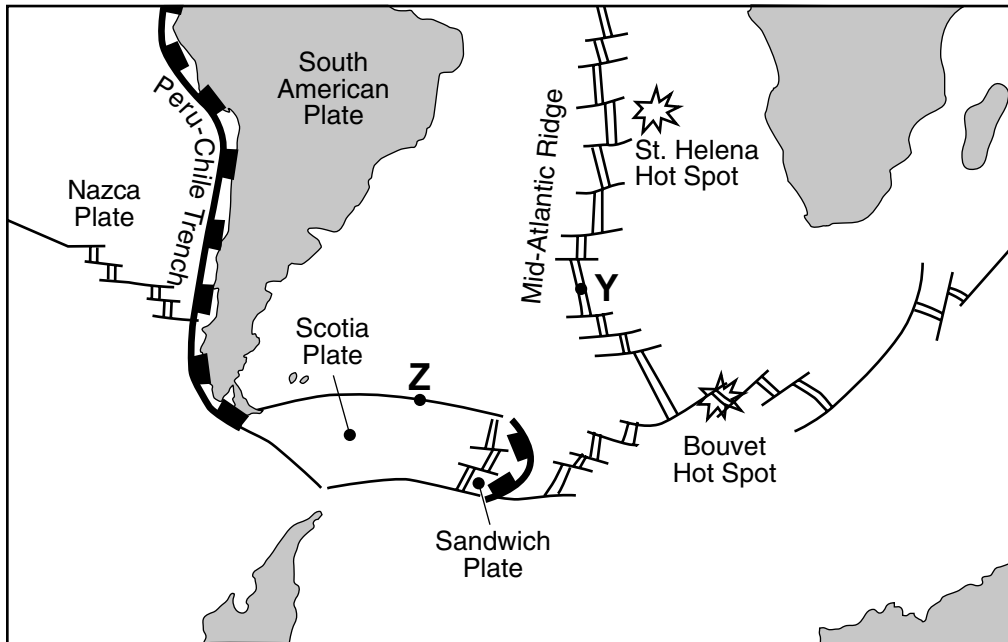 South
American
Plate
Peru-Chile Trench
Nazca
Plate
Mid-Atlantic Ridge
St. Helena
Hot Spot
Y
Scotia
Plate
Z
Bouvet
Hot Spot
Sandwich
Plate